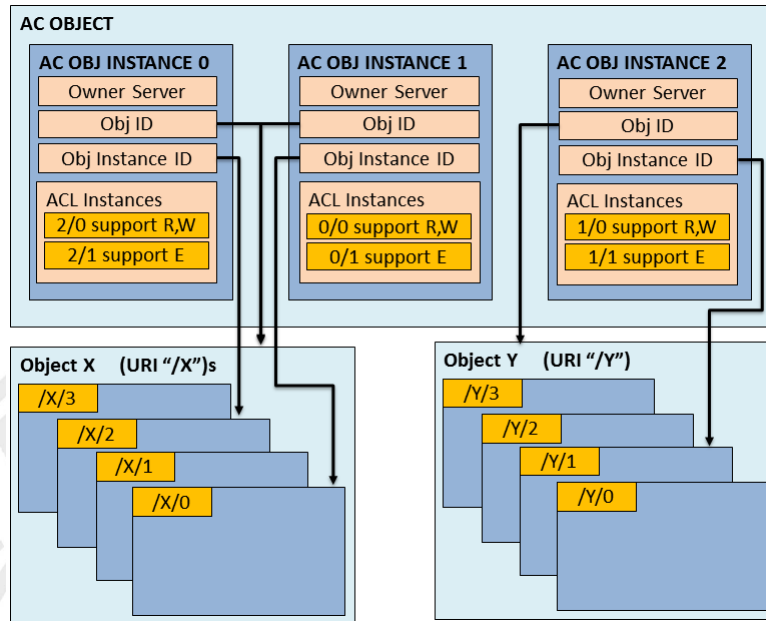 AC OBJECT
AC OBJ INSTANCE 0
Owner Server
Obj ID
Obj Instance ID
ACL Instances
2/0 support R,W
2/1 support E
AC OBJ INSTANCE 1
Owner Server
Obj ID
Obj Instance ID
ACL Instances
0/0 support R,W
0/1 support E
AC OBJ INSTANCE 2
Owner Server
Obj ID
Obj Instance ID
ACL Instances
1/0 support R,W
1/1 support E
Object X (URI “/X”)s
/X/3
/X/2
/X/1
/X/0
Object Y (URI “/Y”)
/Y/3
/Y/2
/Y/1
/Y/0